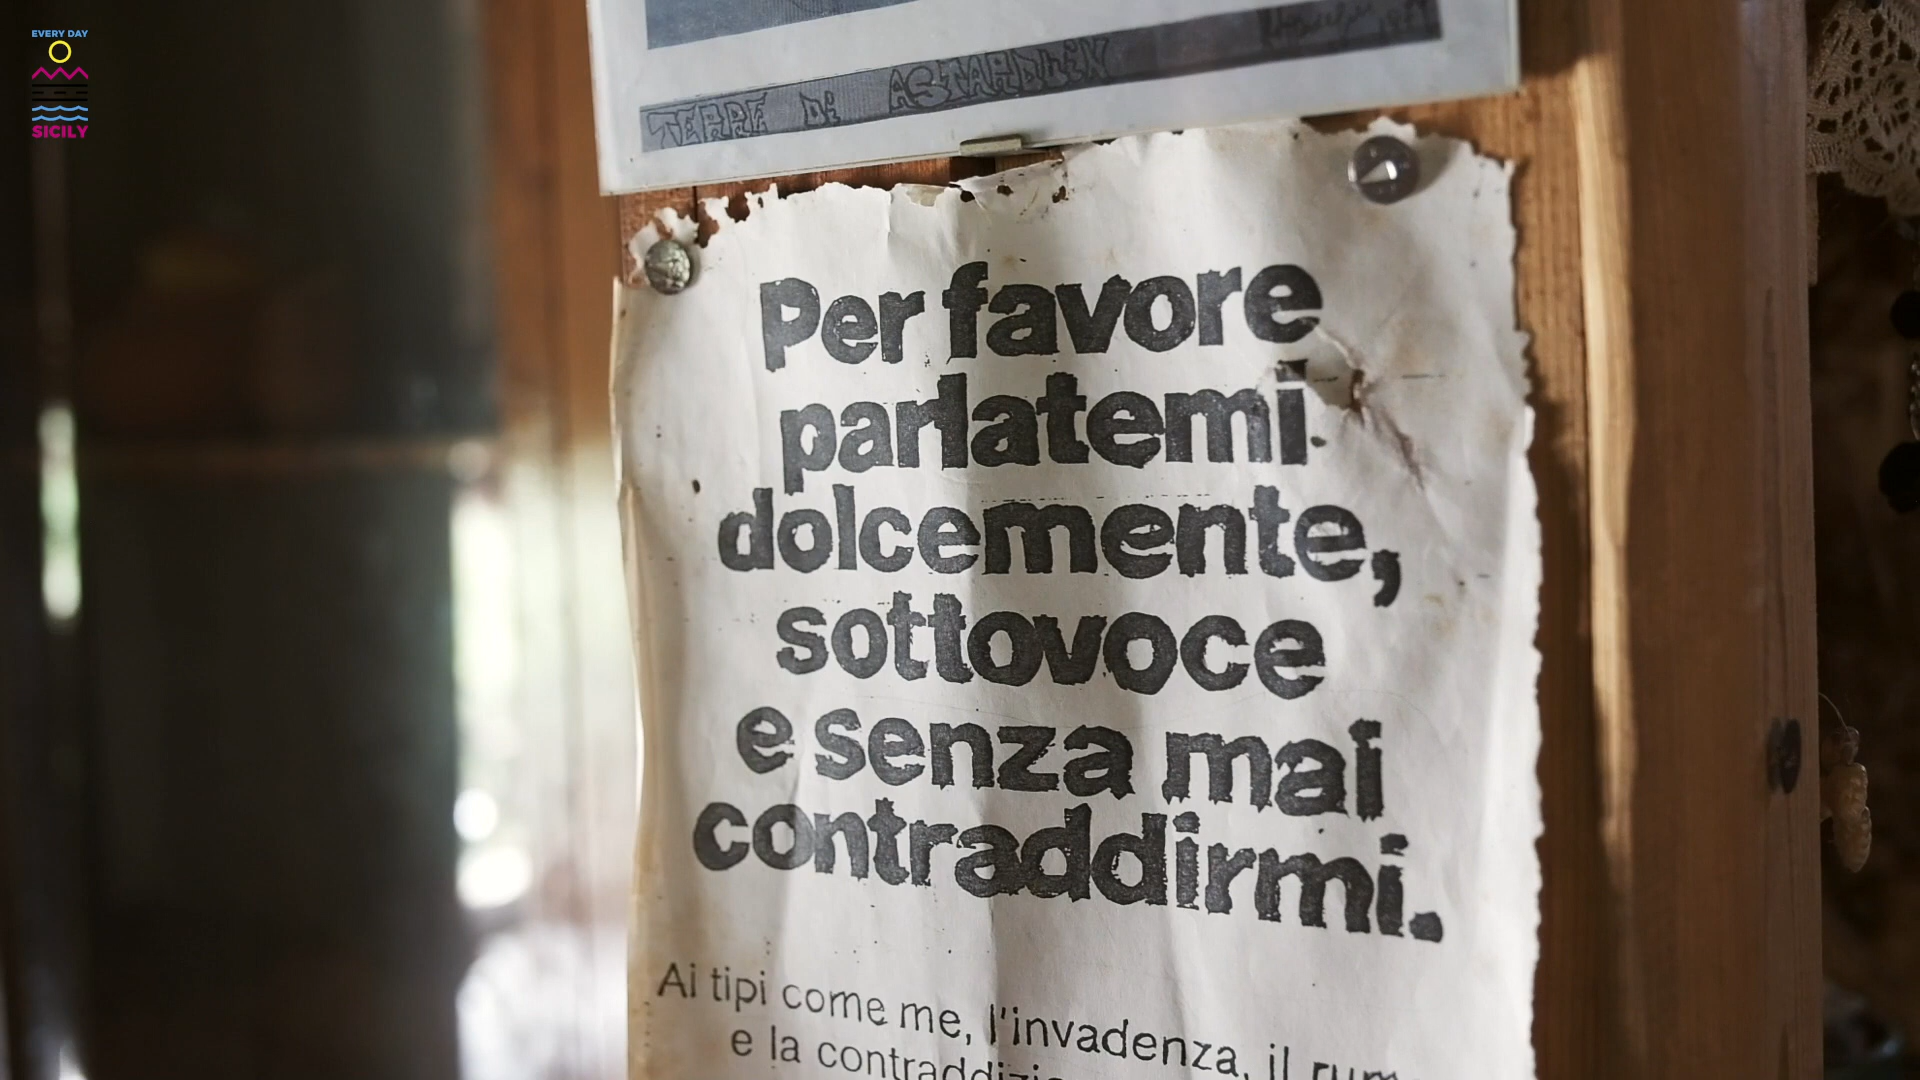 EVERY DAY
SICILY
TERRE Di
Per favore
parlatemi
dolcemente,
sottovoce
e senza mai
contraddirmi.
Ai tipi come me, l'invadenza, il
e la